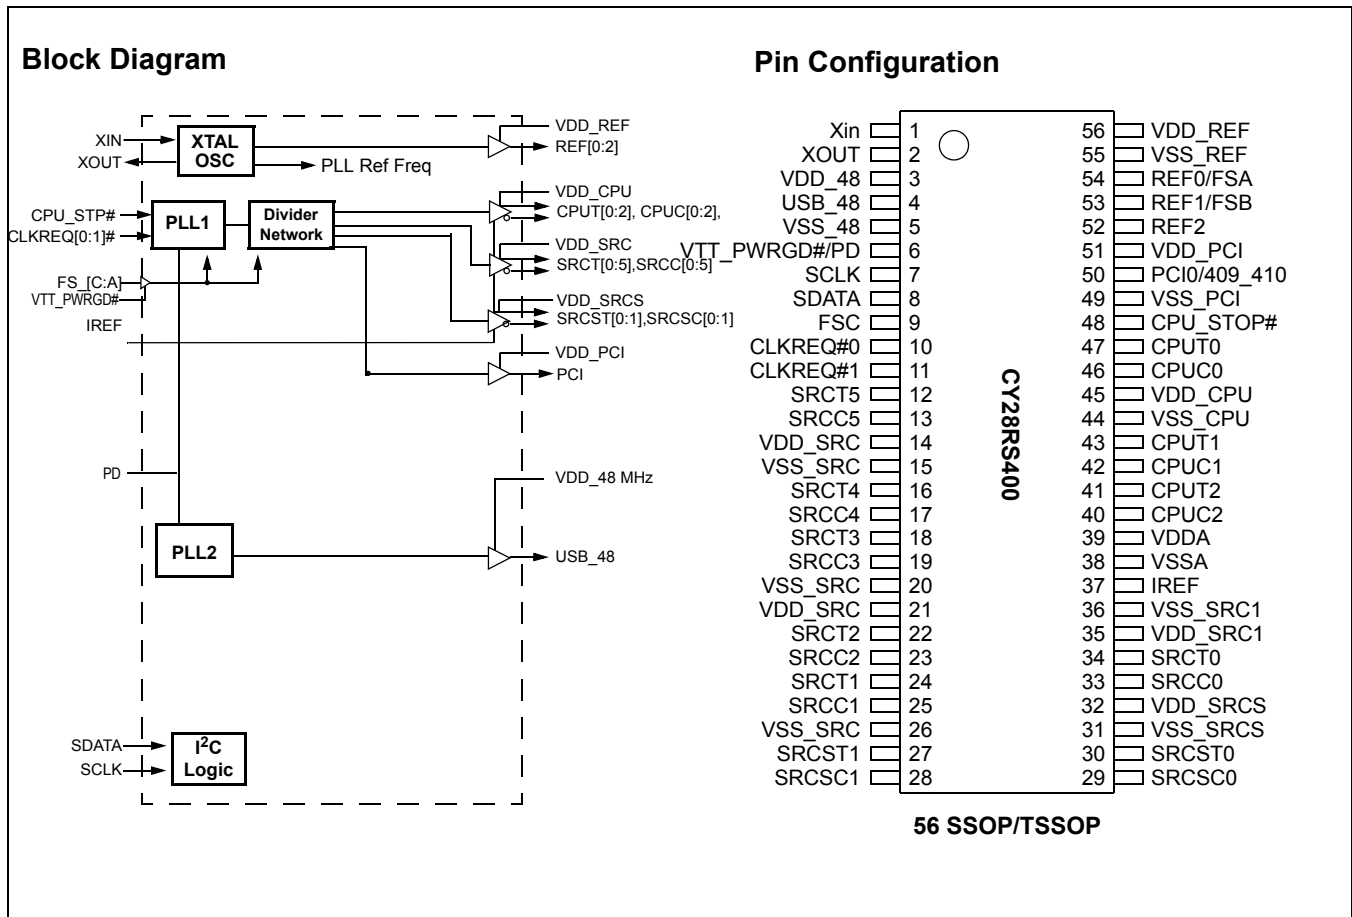 Block Diagram
XIN
XOUT
XTAL
OSC
VDD_REF
REF[0:2]
PLL Ref Freq
CPU_STP#
CLKREQ[0:1]#
PLL1
Divider
Network
VDD_CPU
CPUT[0:2], CPUC[0:2],
VDD_SRC
SRCT[0:5],SRCC[0:5]
FS_[C:A]
VTT_PWRGD#
IREF
VDD_SRCS
SRCST[0:1],SRCSC[0:1]
VDD_PCI
PCI
PD
VDD_48 MHz
PLL2
USB_48
SDATA
SCLK
I2C
Logic
Pin Configuration
Xin 1 56 VDD_REF
XOUT 2 55 VSS_REF
VDD_48 3 54 REF0/FSA
USB_48 4 53 REF1/FSB
VSS_48 5 52 REF2
VTT_PWRGD#/PD 6 51 VDD_PCI
SCLK 7 50 PCI0/409_410
SDATA 8 49 VSS_PCI
FSC 9 48 CPU_STOP#
CLKREQ#0 10 47 CPUT0
CLKREQ#1 11 46 CPUC0
SRCT5 12 45 VDD_CPU
SRCC5 13 44 VSS_CPU
VDD_SRC 14 43 CPUT1
VSS_SRC 15 42 CPUC1
SRCT4 16 41 CPUT2
SRCC4 17 40 CPUC2
SRCT3 18 39 VDDA
SRCC3 19 38 VSSA
VSS_SRC 20 37 IREF
VDD_SRC 21 36 VSS_SRC1
SRCT2 22 35 VDD_SRC1
SRCC2 23 34 SRCT0
SRCT1 24 33 SRCC0
SRCC1 25 32 VDD_SRCS
VSS_SRC 26 31 VSS_SRCS
SRCST1 27 30 SRCST0
SRCSC1 28 29 SRCSC0
CY28RS400
56 SSOP/TSSOP